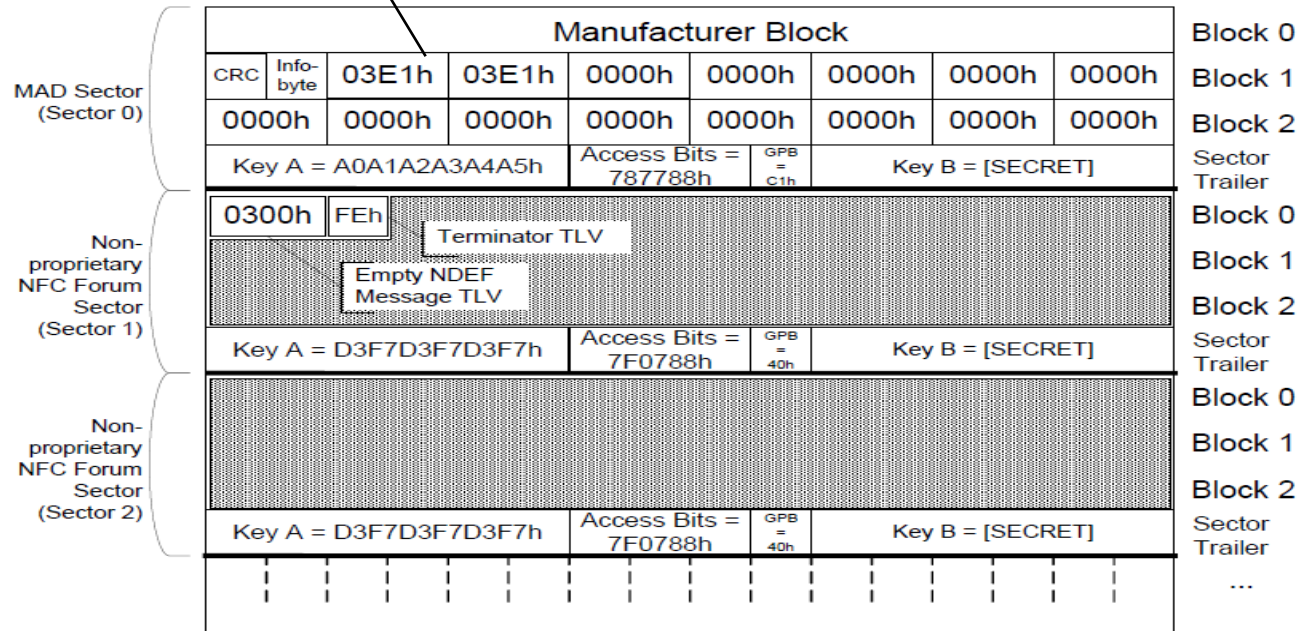 Manufacturer Block
Block 0
MAD Sector
(Sector 0)
CRC
Info-
byte
03E1h 03E1h 0000h 0000h 0000h 0000h 0000h
Block 1
0000h 0000h 0000h 0000h 0000h 0000h 0000h 0000h
Block 2
Key A = A0A1A2A3A4A5h
Access Bits =
787788h
GPB
=
C1h
Key B = [SECRET]
Sector
Trailer
Non-
proprietary
NFC Forum
Sector
(Sector 1)
0300h FEh
Block 0
Terminator TLV
Empty NDEF
Message TLV
Block 1
Block 2
Key A = D3F7D3F7D3F7h
Access Bits =
7F0788h
GPB
=
40h
Key B = [SECRET]
Sector
Trailer
Non-
proprietary
NFC Forum
Sector
(Sector 2)
Block 0
Block 1
Block 2
Key A = D3F7D3F7D3F7h
Access Bits =
7F0788h
GPB
=
40h
Key B = [SECRET]
Sector
Trailer
...